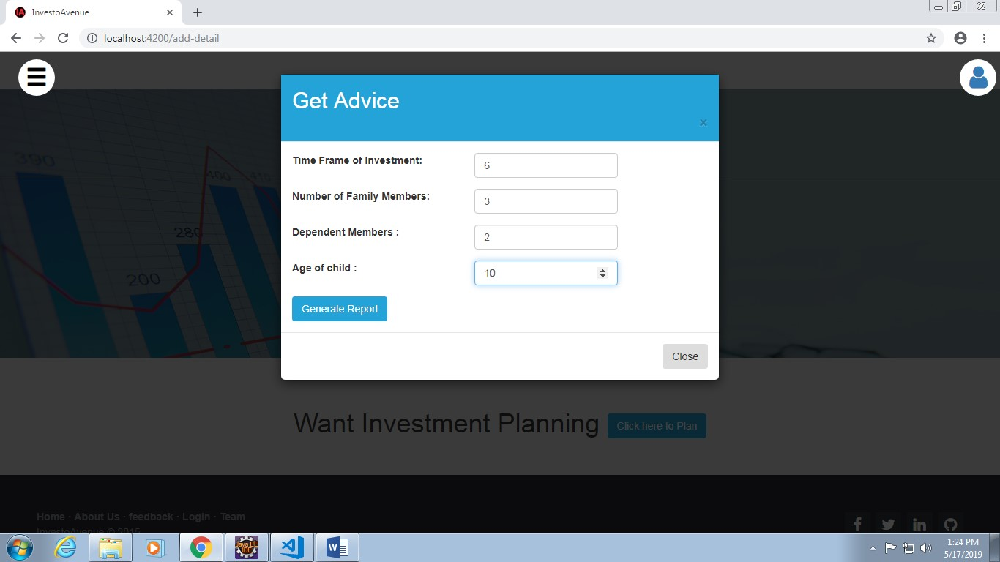 IA InvestoAvenue
localhost:4200/add-detail
Get Advice
×
Time Frame of Investment: 6
Number of Family Members: 3
Dependent Members : 2
Age of child : 10
Generate Report
Close
390
280
200
100
Want Investment Planning Click here to Plan
Home · About Us · feedback · Login · Team
InvestoAvenue © 2015
Java EE
IDE
W
1:24 PM
5/17/2019